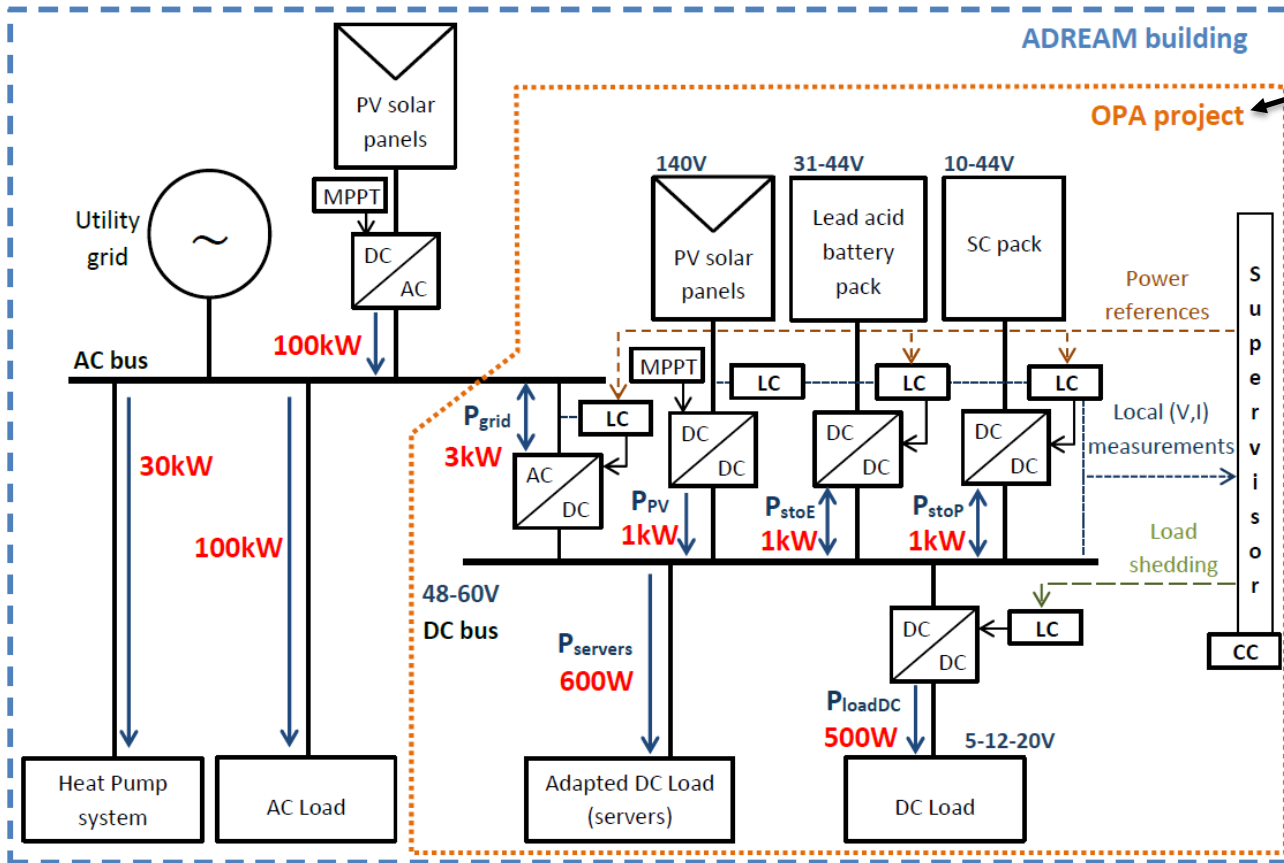 ADREAM building
OPA project
PV solar
panels
MPPT
DC
AC
100kW
Utility
grid
~
AC bus
140V
PV solar
panels
31-44V
Lead acid
battery
pack
10-44V
SC pack
Power
references
Supervisor
MPPT
LC
LC
LC
LC
Local (V,I)
measurements
Pgrid
3kW
AC
DC
DC
DC
DC
DC
DC
DC
PPV
1kW
PstoE
1kW
PstoP
1kW
Load
shedding
30kW
100kW
48-60V
DC bus
Pservers
600W
DC
DC
LC
CC
PloadDC
500W
5-12-20V
Heat Pump
system
AC Load
Adapted DC Load
(servers)
DC Load